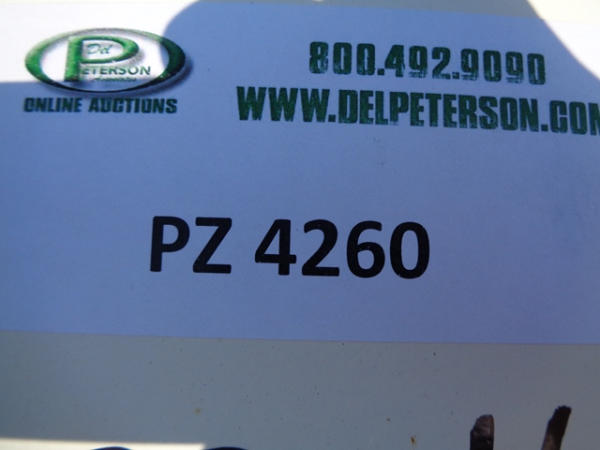 Del
PETERSON
ONLINE AUCTIONS
800.492.9090
WWW.DELPETERSON.COM
PZ 4260